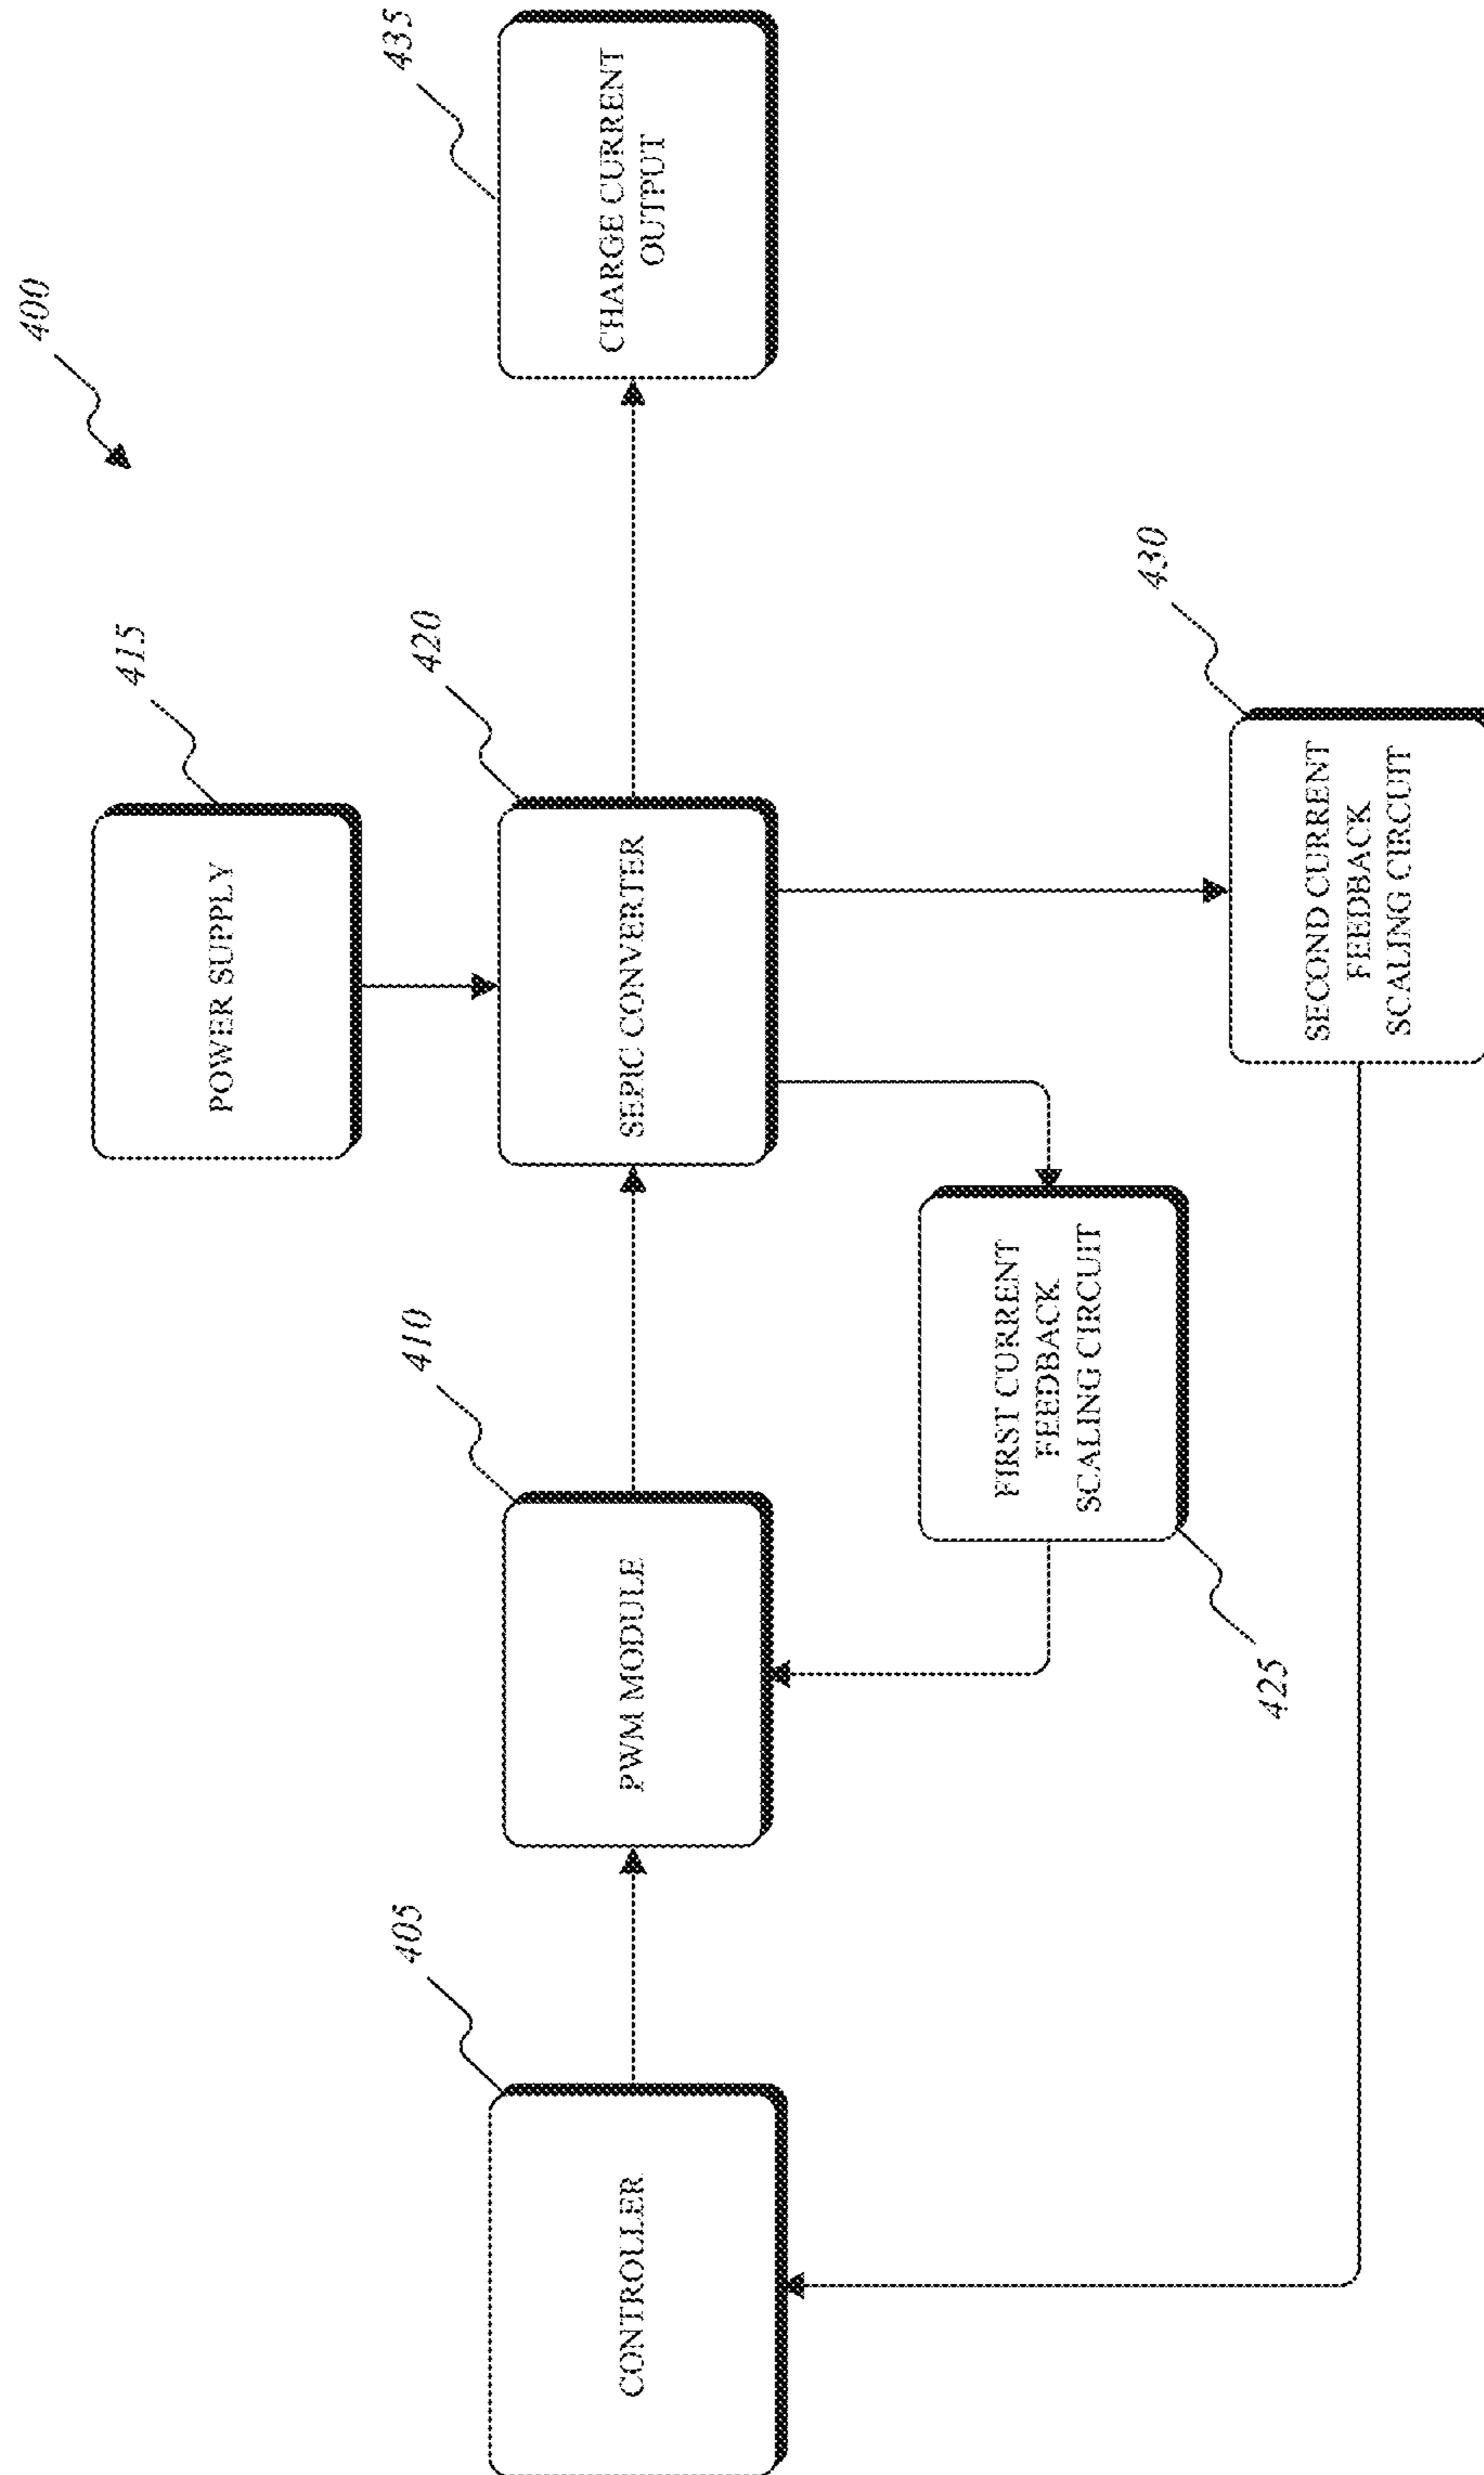 400
415
POWER SUPPLY
405
CONTROLLER
410
PWM MODULE
420
SEPIC CONVERTER
435
CHARGE CURRENT
OUTPUT
FIRST CURRENT
FEEDBACK
SCALING CIRCUIT
425
430
SECOND CURRENT
FEEDBACK
SCALING CIRCUIT